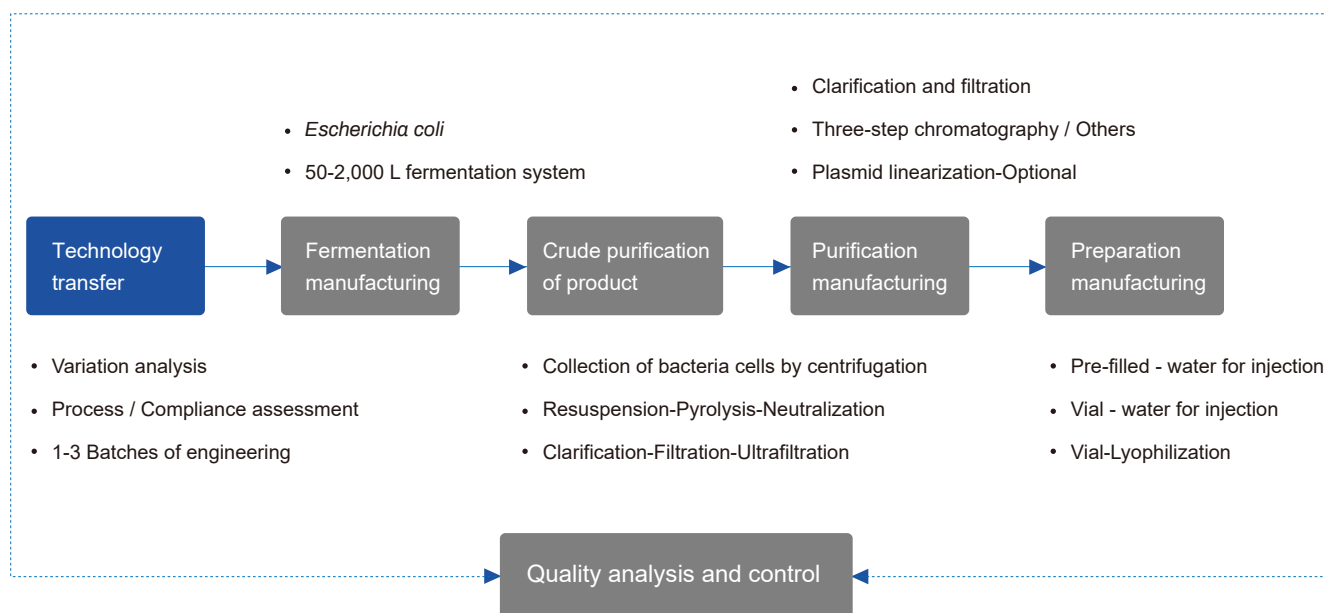 • Clarification and filtration
• Three-step chromatography / Others
• Plasmid linearization-Optional
• Escherichia coli
• 50-2,000 L fermentation system
Technology
transfer
Fermentation
manufacturing
Crude purification
of product
Purification
manufacturing
Preparation
manufacturing
• Variation analysis
• Process / Compliance assessment
• 1-3 Batches of engineering
• Collection of bacteria cells by centrifugation
• Resuspension-Pyrolysis-Neutralization
• Clarification-Filtration-Ultrafiltration
• Pre-filled - water for injection
• Vial - water for injection
• Vial-Lyophilization
Quality analysis and control